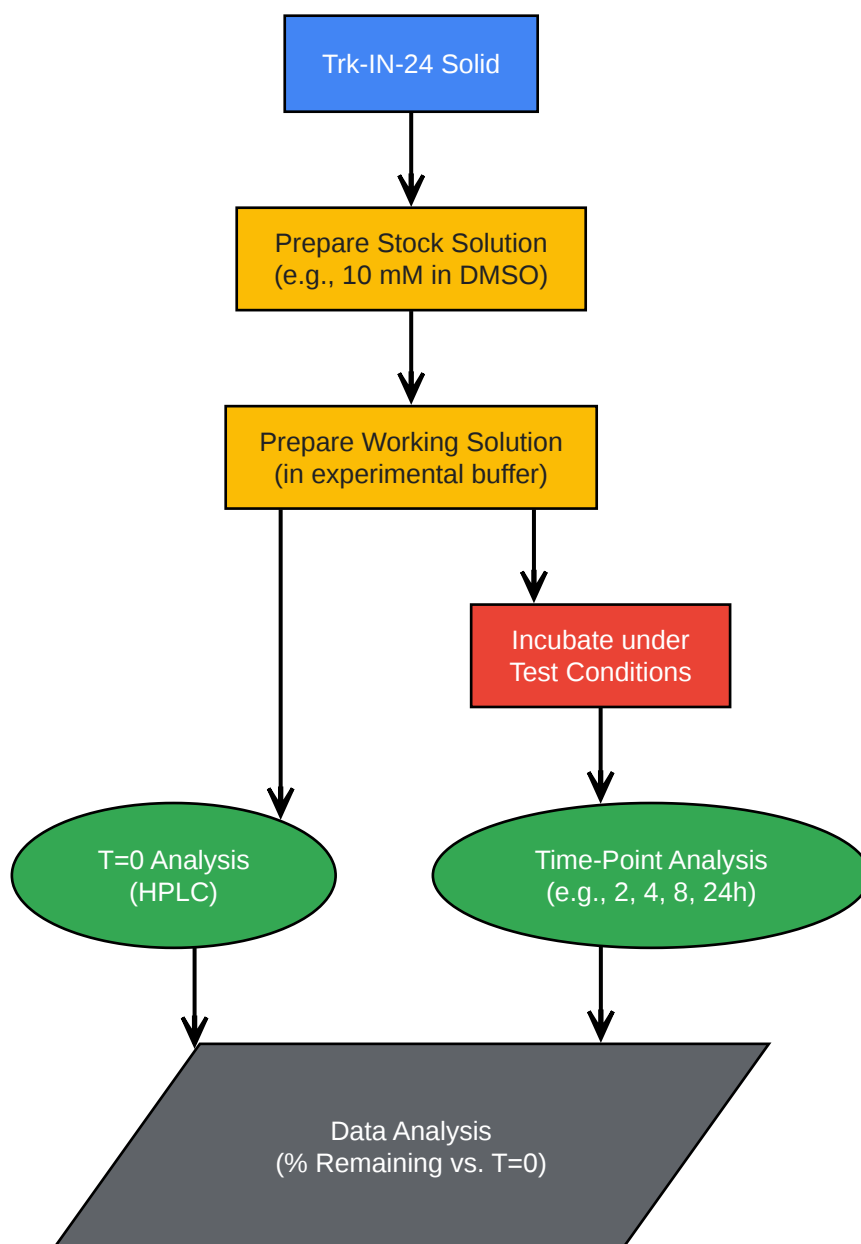 Trk-IN-24 Solid
Prepare Stock Solution
(e.g., 10 mM in DMSO)
Prepare Working Solution
(in experimental buffer)
Incubate under
Test Conditions
T=0 Analysis
(HPLC)
Time-Point Analysis
(e.g., 2, 4, 8, 24h)
Data Analysis
(% Remaining vs. T=0)